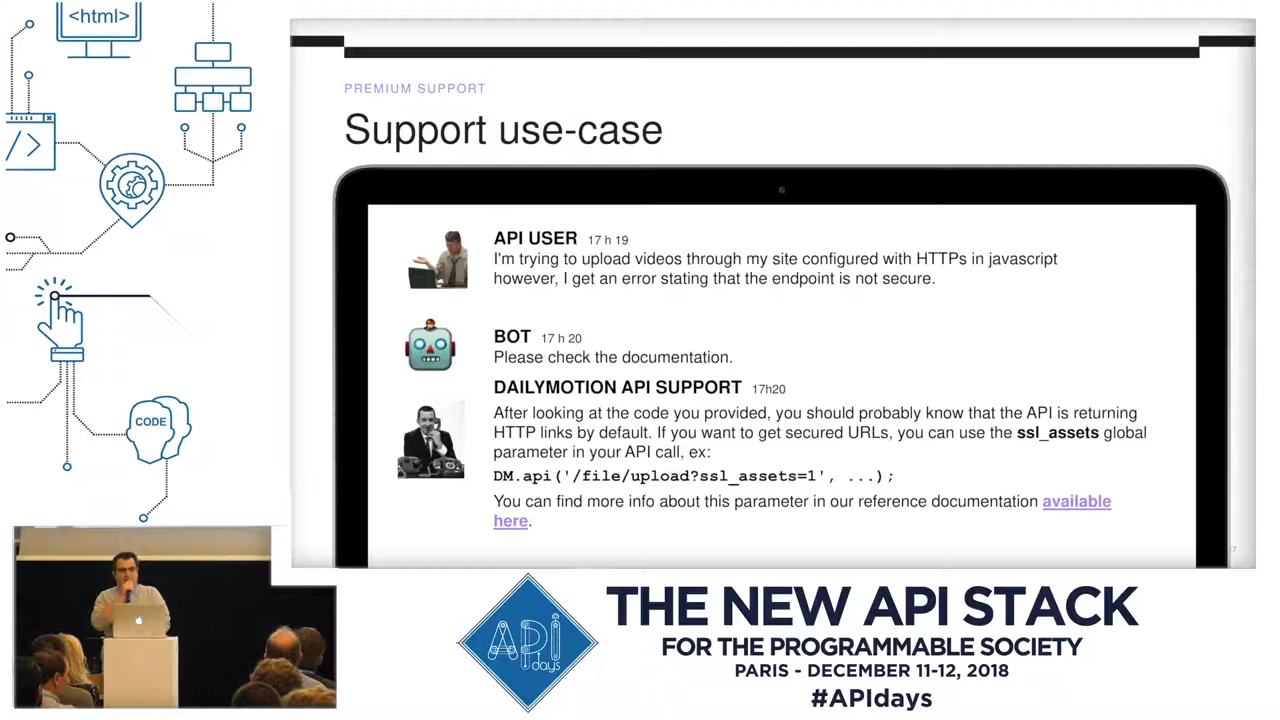 <html>
</>
CODE
PREMIUM SUPPORT
Support use-case
API USER 17 h 19
I'm trying to upload videos through my site configured with HTTPs in javascript
however, I get an error stating that the endpoint is not secure.
BOT 17 h 20
Please check the documentation.
DAILYMOTION API SUPPORT 17h20
After looking at the code you provided, you should probably know that the API is returning
HTTP links by default. If you want to get secured URLs, you can use the ssl_assets global
parameter in your API call, ex:
DM.api('/file/upload?ssl_assets=1', ...);
You can find more info about this parameter in our reference documentation available
here.
7
API
days
THE NEW API STACK
FOR THE PROGRAMMABLE SOCIETY
PARIS - DECEMBER 11-12, 2018
#APIdays